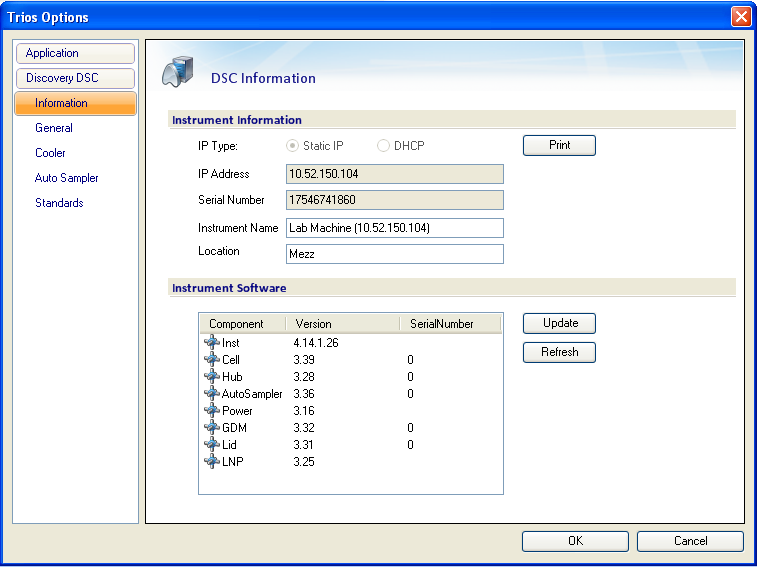 Trios Options
Application
Discovery DSC
Information
General
Cooler
Auto Sampler
Standards
DSC Information
Instrument Information
IP Type: Static IP DHCP Print
IP Address 10.52.150.104
Serial Number 17546741860
Instrument Name Lab Machine (10.52.150.104)
Location Mezz
Instrument Software
Component Version SerialNumber Update
Inst 4.14.1.26
Cell 3.39 0 Refresh
Hub 3.28 0
AutoSampler 3.36 0
Power 3.16
GDM 3.32 0
Lid 3.31 0
LNP 3.25
OK Cancel